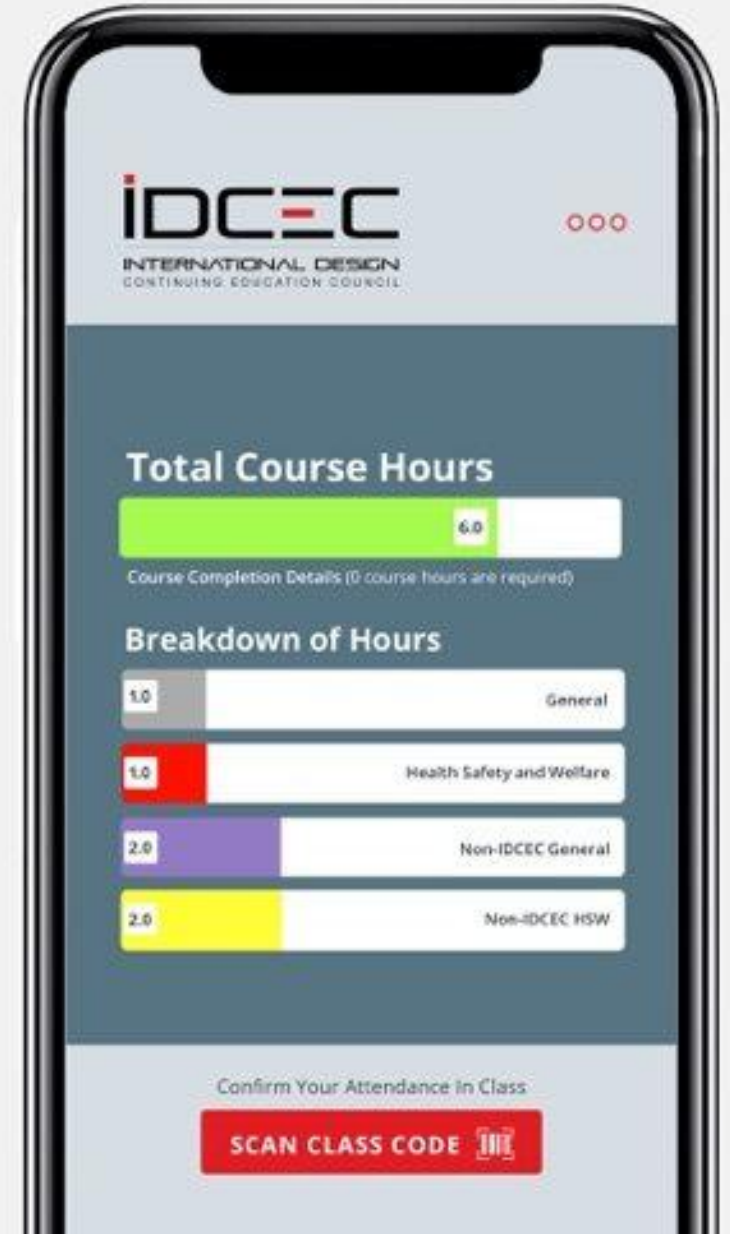 iDCEC
INTERNATIONAL DESIGN
CONTINUING EDUCATION COUNCIL
Total Course Hours
6.0
Course Completion Details (0 course hours are required)
Breakdown of Hours
1.0 General
1.0 Health Safety and Welfare
2.0 Non-IDCEC General
2.0 Non-IDCEC HSW
Confirm Your Attendance In Class
SCAN CLASS CODE